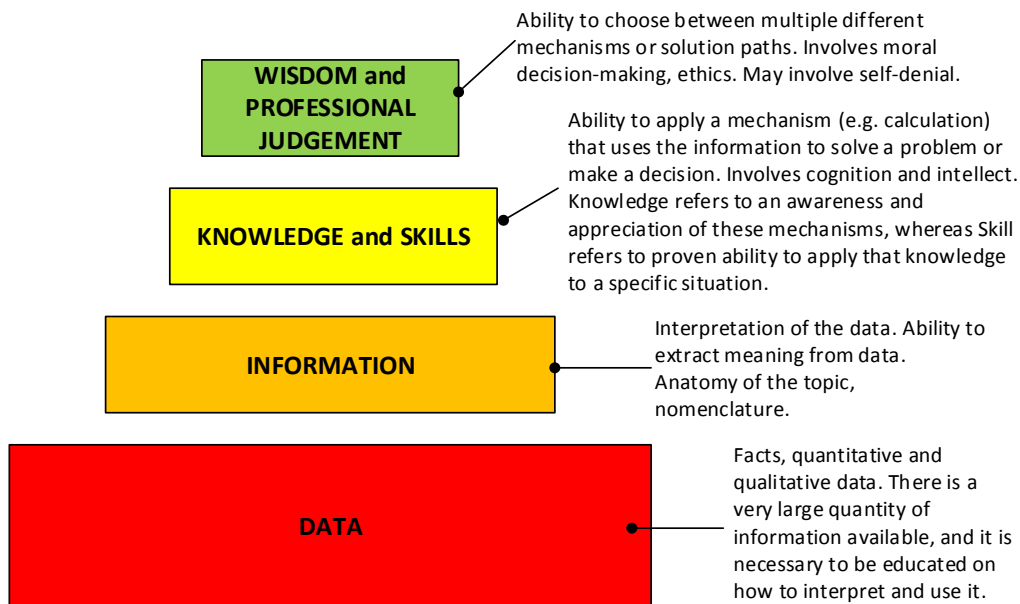 Ability to choose between multiple different
mechanisms or solution paths. Involves moral
decision-making, ethics. May involve self-denial.
WISDOM and
PROFESSIONAL
JUDGEMENT
Ability to apply a mechanism (e.g. calculation)
that uses the information to solve a problem or
make a decision. Involves cognition and intellect.
Knowledge refers to an awareness and
appreciation of these mechanisms, whereas Skill
refers to proven ability to apply that knowledge
to a specific situation.
KNOWLEDGE and SKILLS
Interpretation of the data. Ability to
extract meaning from data.
Anatomy of the topic,
nomenclature.
INFORMATION
Facts, quantitative and
qualitative data. There is a
very large quantity of
information available, and it is
necessary to be educated on
how to interpret and use it.
DATA